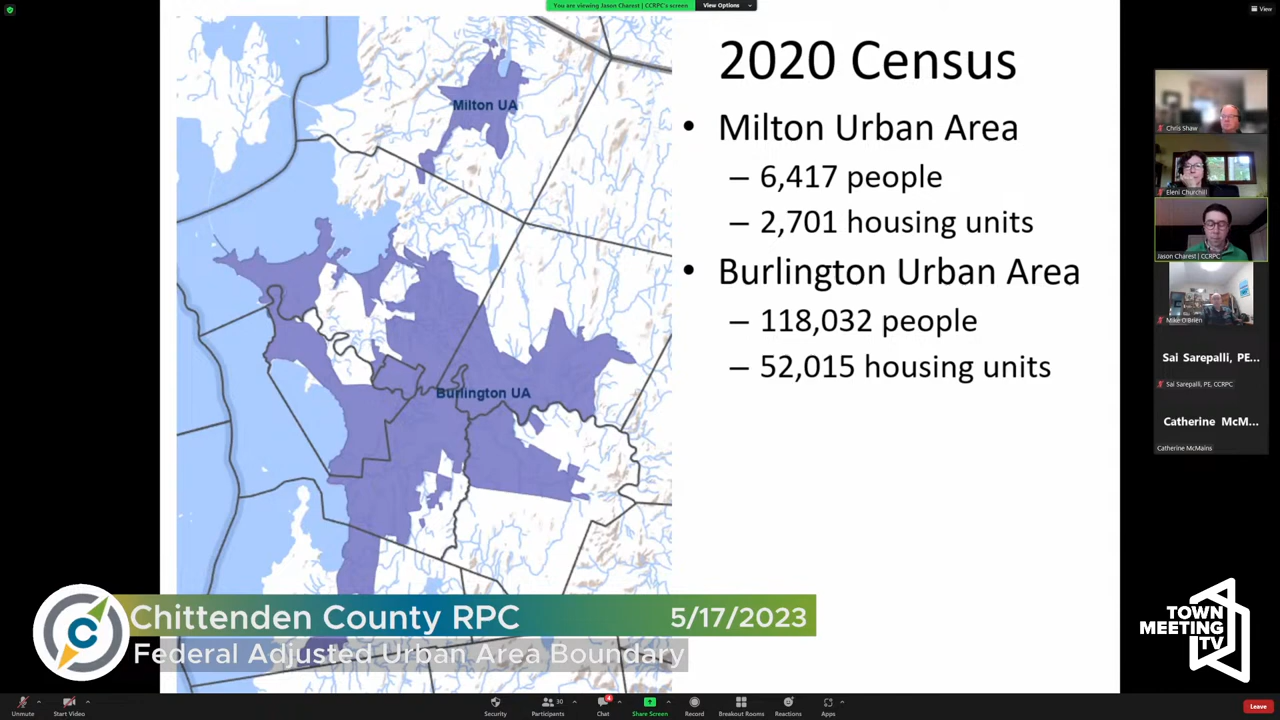 You are viewing Jason Charest | CCRPC's screen
View Options
View
2020 Census
• Milton Urban Area
– 6,417 people
– 2,701 housing units
• Burlington Urban Area
– 118,032 people
– 52,015 housing units
Milton UA
Burlington UA
Chris Shaw
Eleni Churchill
Jason Charest | CCRPC
Mike O'Brien
Sai Sarepalli, PE...
Sai Sarepalli, PE, CCRPC
Catherine McM...
Catherine McMains
C
Chittenden County RPC
5/17/2023
Federal Adjusted Urban Area Boundary
TOWN
MEETING
TV
Unmute
Start Video
Security
Participants
30
Chat
4
Share Screen
Record
Breakout Rooms
Reactions
Apps
Leave